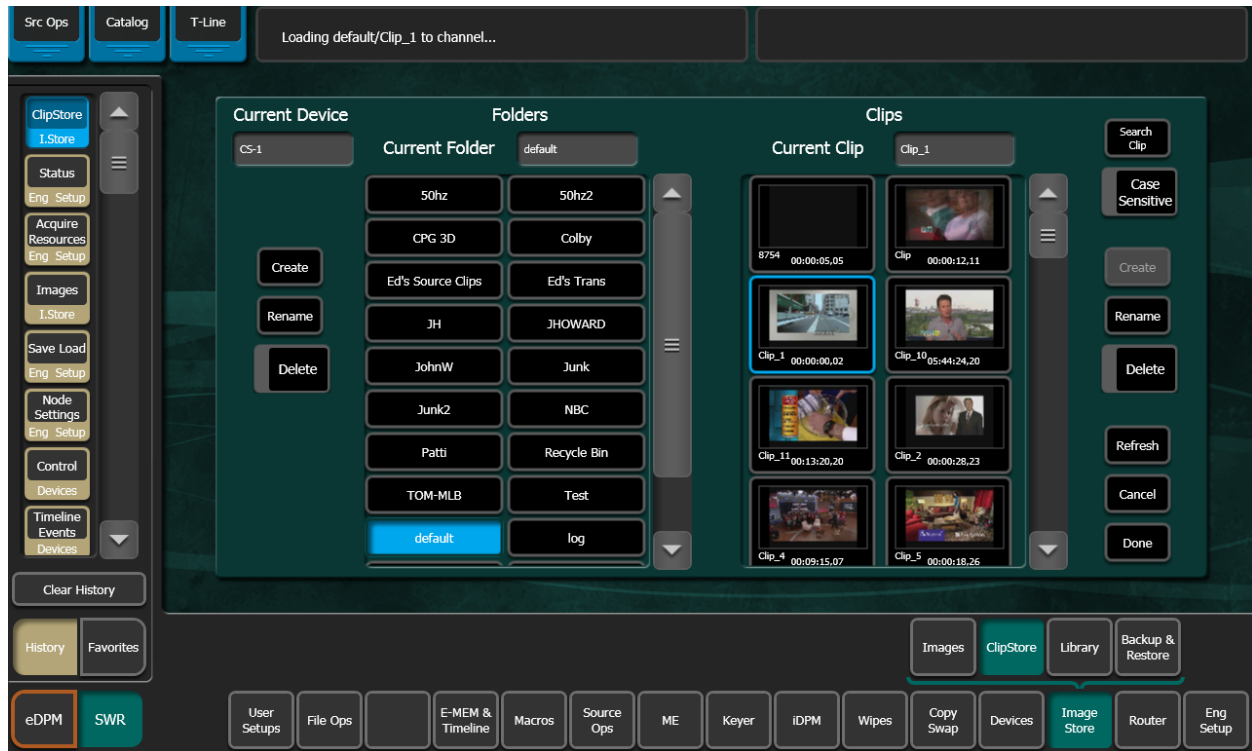 Src Ops
Catalog
T-Line
Loading default/Clip_1 to channel...
ClipStore
I.Store
Status
Eng Setup
Acquire
Resources
Eng Setup
Images
I.Store
Save Load
Eng Setup
Node
Settings
Eng Setup
Control
Devices
Timeline
Events
Devices
Clear History
History
Favorites
Current Device
CS-1
Create
Rename
Delete
Folders
Current Folder
default
50hz
50hz2
CPG 3D
Colby
Ed's Source Clips
Ed's Trans
JH
JHOWARD
JohnW
Junk
Junk2
NBC
Patti
Recycle Bin
TOM-MLB
Test
default
log
Clips
Current Clip
Clip_1
8754 00:00:05,05
Clip 00:00:12,11
Clip_1 00:00:00,02
Clip_10 05:44:24,20
Clip_11 00:13:20,20
Clip_2 00:00:28,23
Clip_4 00:09:15,07
Clip_5 00:00:18,26
Search
Clip
Case
Sensitive
Create
Rename
Delete
Refresh
Cancel
Done
Images
ClipStore
Library
Backup &
Restore
eDPM
SWR
User
Setups
File Ops
E-MEM &
Timeline
Macros
Source
Ops
ME
Keyer
iDPM
Wipes
Copy
Swap
Devices
Image
Store
Router
Eng
Setup